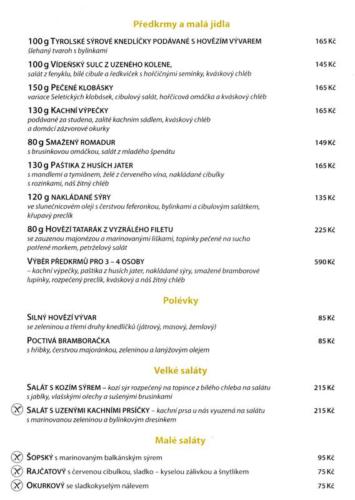 Předkrmy a malá jídla
100 g Tyrolské sýrové knedlíčky podávané s hovězím vývarem 165 Kč
šlehaný tvaroh s bylinkami
100 g Vídeňský sulc z uzeného kolene, 145 Kč
salát z fenyklu, bílé cibule a ředkviček s hořčičnými semínky, kváskový chléb
150 g Pečené klobásky 165 Kč
variace Seletických klobásek, cibulový salát, hořčicová omáčka a kváskový chléb
130 g Kachní výpečky 165 Kč
podávané za studena, zalité kachním sádlem, kváskový chléb
a domácí zázvorové okurky
80 g Smažený romadur 149 Kč
s brusinkovou omáčkou, salát z mladého špenátu
130 g Paštika z husích jater 165 Kč
s mandlemi a tymiánem, želé z červeného vína, nakládané cibulky
s rozinkami, náš žitný chléb
120 g nakládané sýry 135 Kč
ve slunečnicovém oleji s čerstvou feferonkou, bylinkami a cibulovým salátkem,
křupavý preclík
80 g Hovězí tatarák z vyzrálého filetu 225 Kč
se zauzenou majonézou a marinovanými liškami, topinky pečené na sucho
potřené morkem, petrželový salát
Výběr předkrmů pro 3 – 4 osoby 590 Kč
– kachní výpečky, paštika z husích jater, nakládané sýry, smažené bramborové
lupínky, rozpečený preclík, kváskový a náš žitný chléb
Polévky
Silný hovězí vývar 85 Kč
se zeleninou a třemi druhy knedlíčků (játrový, masový, žemlový)
Poctivá bramboračka 85 Kč
s hříbky, čerstvou majoránkou, zeleninou a lanýžovým olejem
Velké saláty
Salát s kozím sýrem – kozí sýr rozpečený na topince z bílého chleba na salátu 215 Kč
s jablky, vlašskými ořechy a sušenými brusinkami
Salát s uzenými kachními prsíčky – kachní prsa u nás vyuzená na salátu 215 Kč
s marinovanou zeleninou a bylinkovým dresinkem
Malé saláty
Šopský s marinovaným balkánským sýrem 95 Kč
Rajčatový s červenou cibulkou, sladko – kyselou zálivkou a šnytlíkem 75 Kč
Okurkový se sladkokyselým nálevem 75 Kč